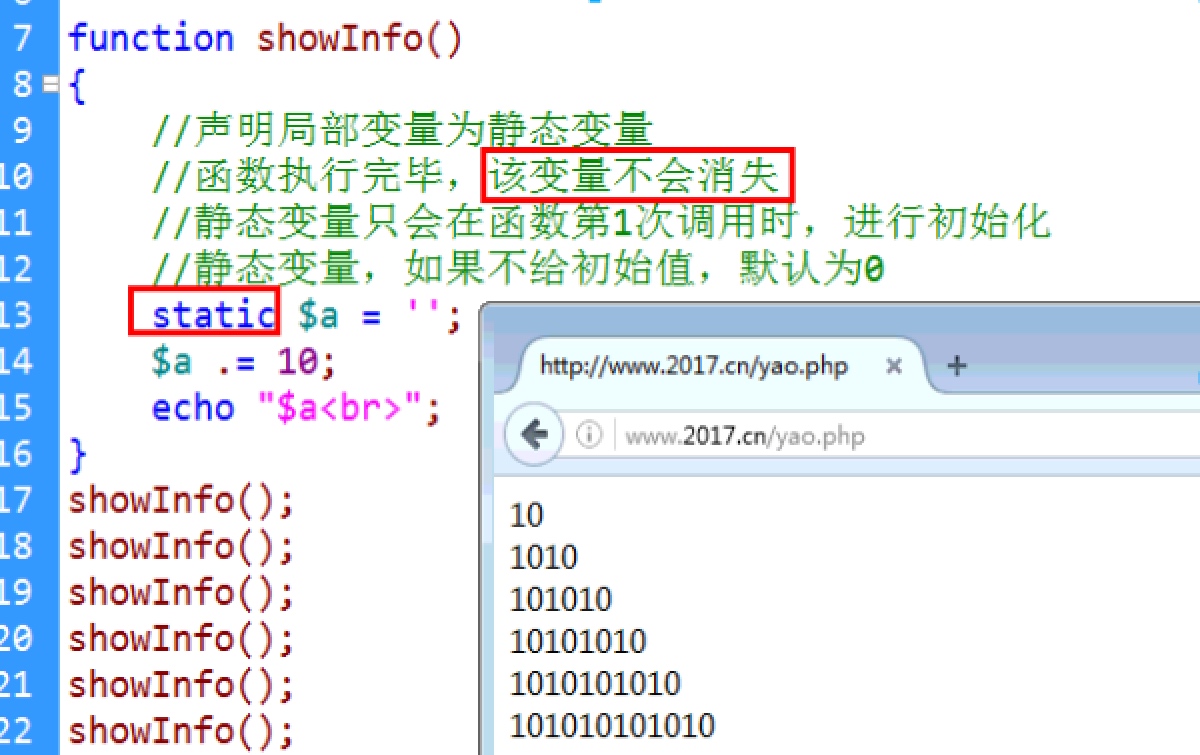 7 function showInfo()
8 {
9 //声明局部变量为静态变量
10 //函数执行完毕，该变量不会消失
11 //静态变量只会在函数第1次调用时，进行初始化
12 //静态变量，如果不给初始值，默认为0
13 static $a = '';
14 $a .= 10;
15 echo "$a<br>";
16 }
17 showInfo();
18 showInfo();
19 showInfo();
20 showInfo();
21 showInfo();
22 showInfo();
http://www.2017.cn/yao.php × +
www.2017.cn/yao.php
10
1010
101010
10101010
1010101010
101010101010